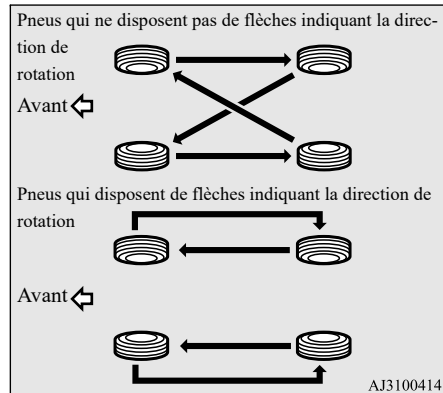 Pneus qui ne disposent pas de flèches indiquant la direc-
tion de
rotation
Avant
Pneus qui disposent de flèches indiquant la direction de
rotation
Avant
AJ3100414